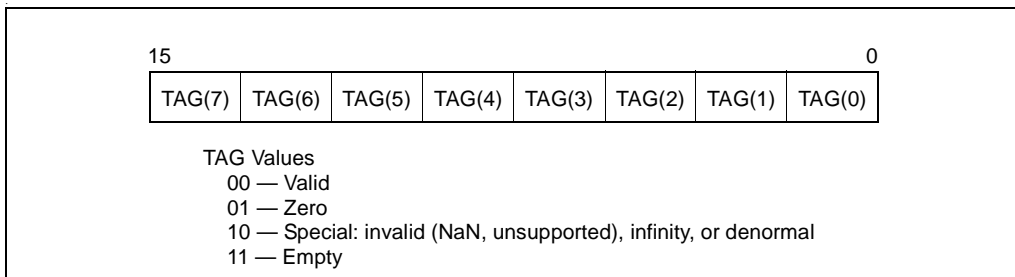 15 0
TAG(7) TAG(6) TAG(5) TAG(4) TAG(3) TAG(2) TAG(1) TAG(0)
TAG Values
00 — Valid
01 — Zero
10 — Special: invalid (NaN, unsupported), infinity, or denormal
11 — Empty